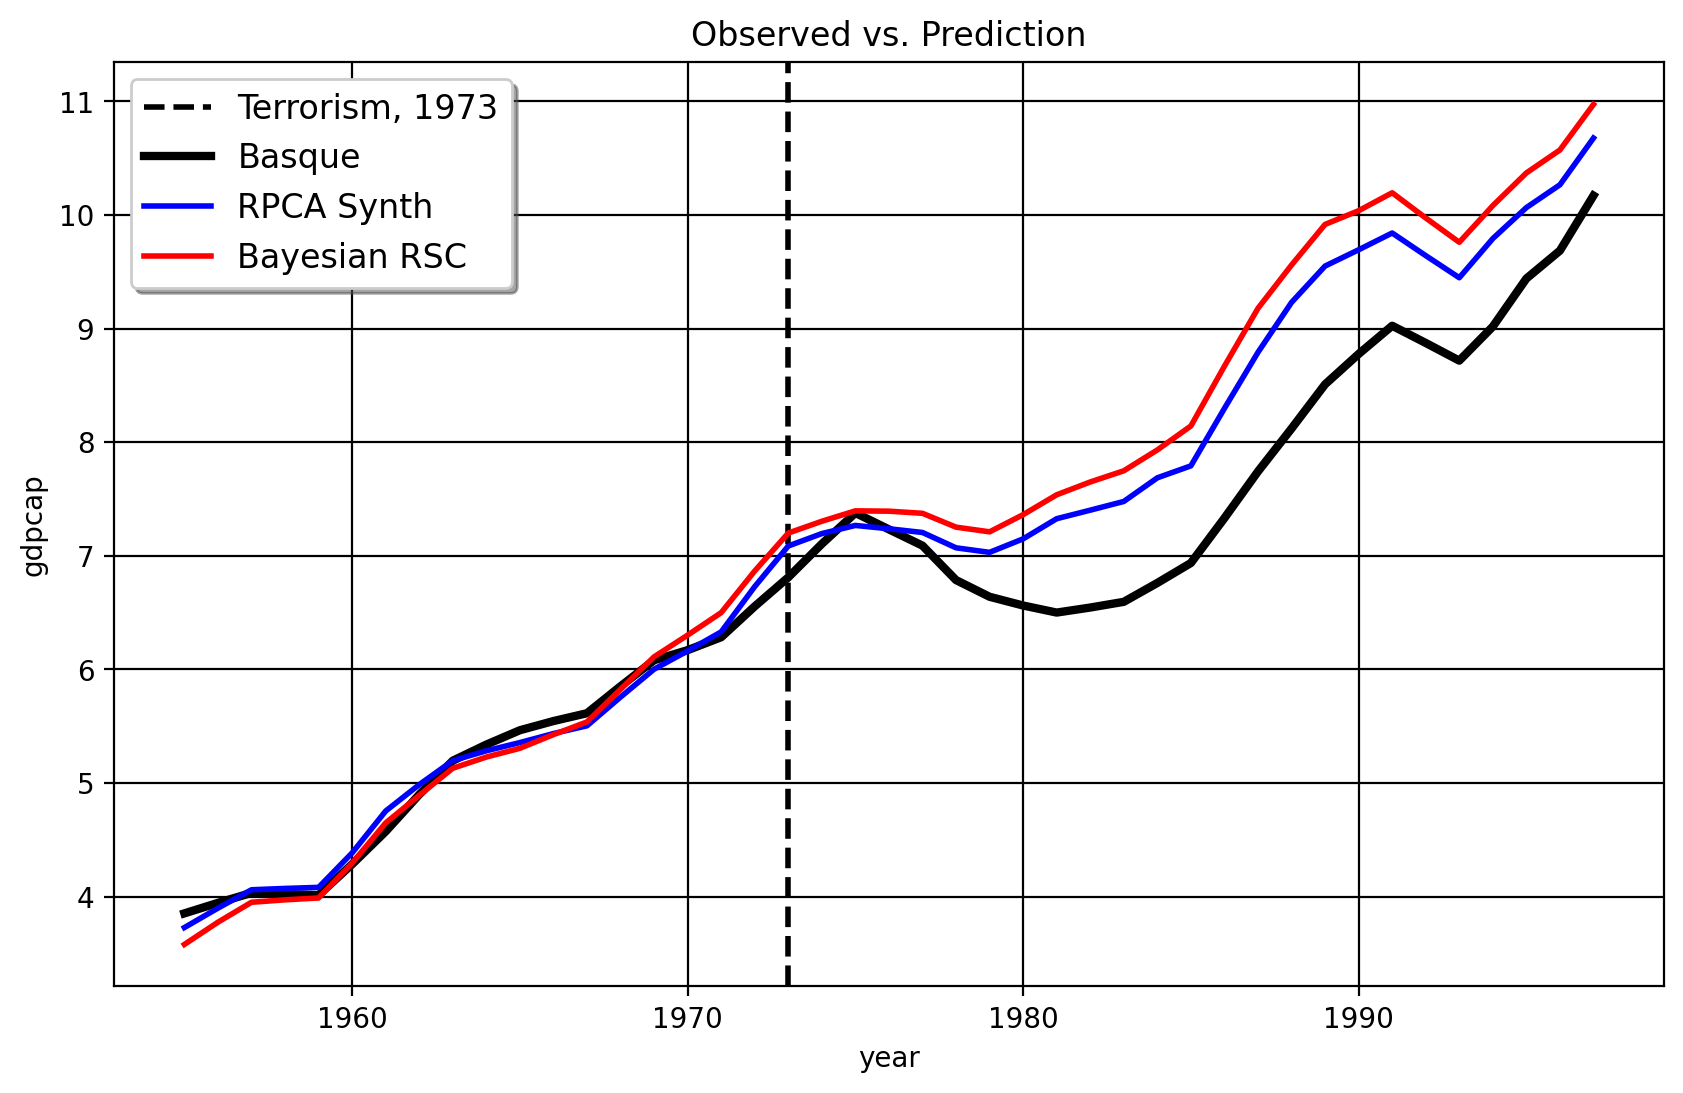 Observed vs. Prediction
Terrorism, 1973
Basque
RPCA Synth
Bayesian RSC
11
10
9
8
7
6
5
4
gdpcap
1960
1970
1980
1990
year